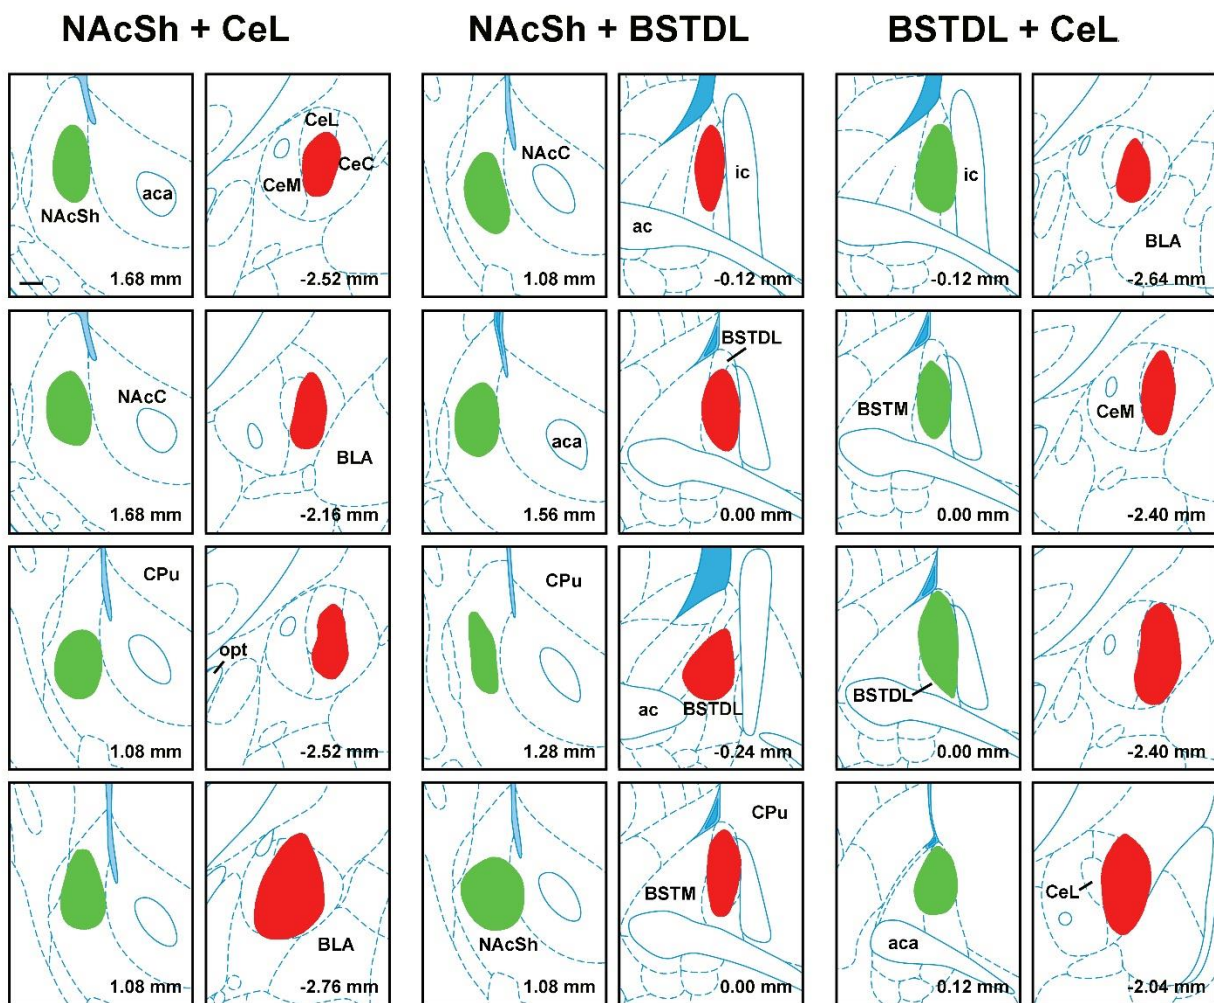 NAcSh + CeL
NAcSh + BSTDL
BSTDL + CeL
aca
NAcSh
1.68 mm
CeL
CeC
CeM
-2.52 mm
NAcC
1.08 mm
ic
ac
-0.12 mm
ic
-0.12 mm
BLA
-2.64 mm
NAcC
1.68 mm
BLA
-2.16 mm
aca
1.56 mm
BSTDL
0.00 mm
BSTM
0.00 mm
CeM
-2.40 mm
CPu
1.08 mm
opt
-2.52 mm
CPu
1.28 mm
ac
BSTDL
-0.24 mm
BSTDL
0.00 mm
-2.40 mm
1.08 mm
BLA
-2.76 mm
NAcSh
1.08 mm
CPu
BSTM
0.00 mm
aca
0.12 mm
CeL
-2.04 mm